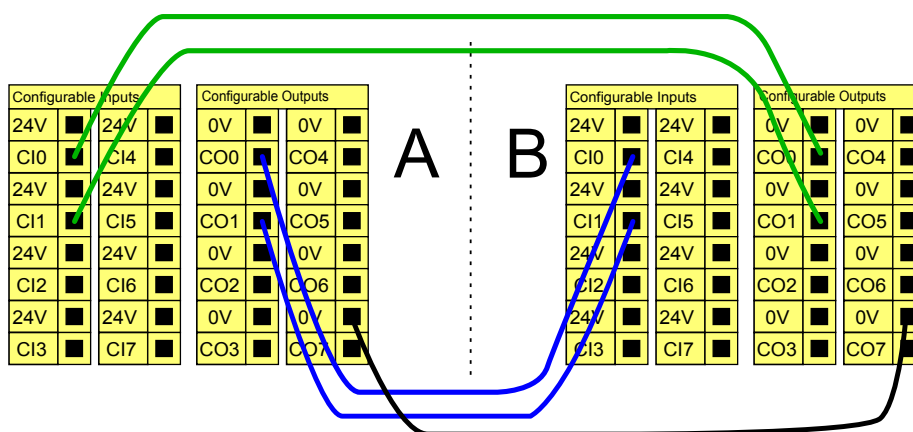 Configurable Inputs
24V 24V
CI0 CI4
24V 24V
CI1 CI5
24V 24V
CI2 CI6
24V 24V
CI3 CI7
Configurable Outputs
0V 0V
CO0 CO4
0V 0V
CO1 CO5
0V 0V
CO2 CO6
0V 0V
CO3 CO7
A
B
Configurable Inputs
24V 24V
CI0 CI4
24V 24V
CI1 CI5
24V 24V
CI2 CI6
24V 24V
CI3 CI7
Configurable Outputs
0V 0V
CO0 CO4
0V 0V
CO1 CO5
0V 0V
CO2 CO6
0V 0V
CO3 CO7